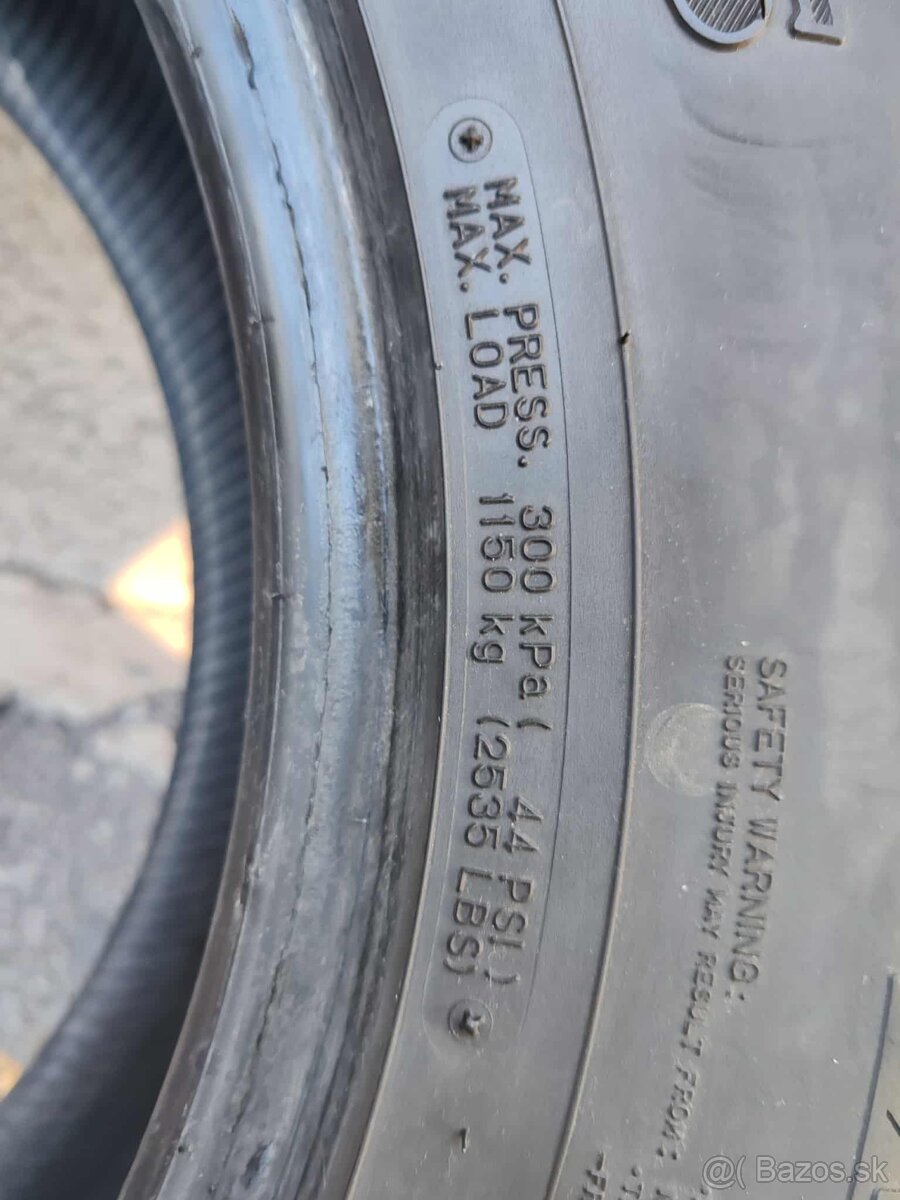 MAX. PRESS. 300 kPa ( 44 PSI.)
MAX. LOAD 1150 kg (2535 LBS)
SAFETY WARNING:
SERIOUS INJURY MAY RESULT FROM:
@( Bazos.sk